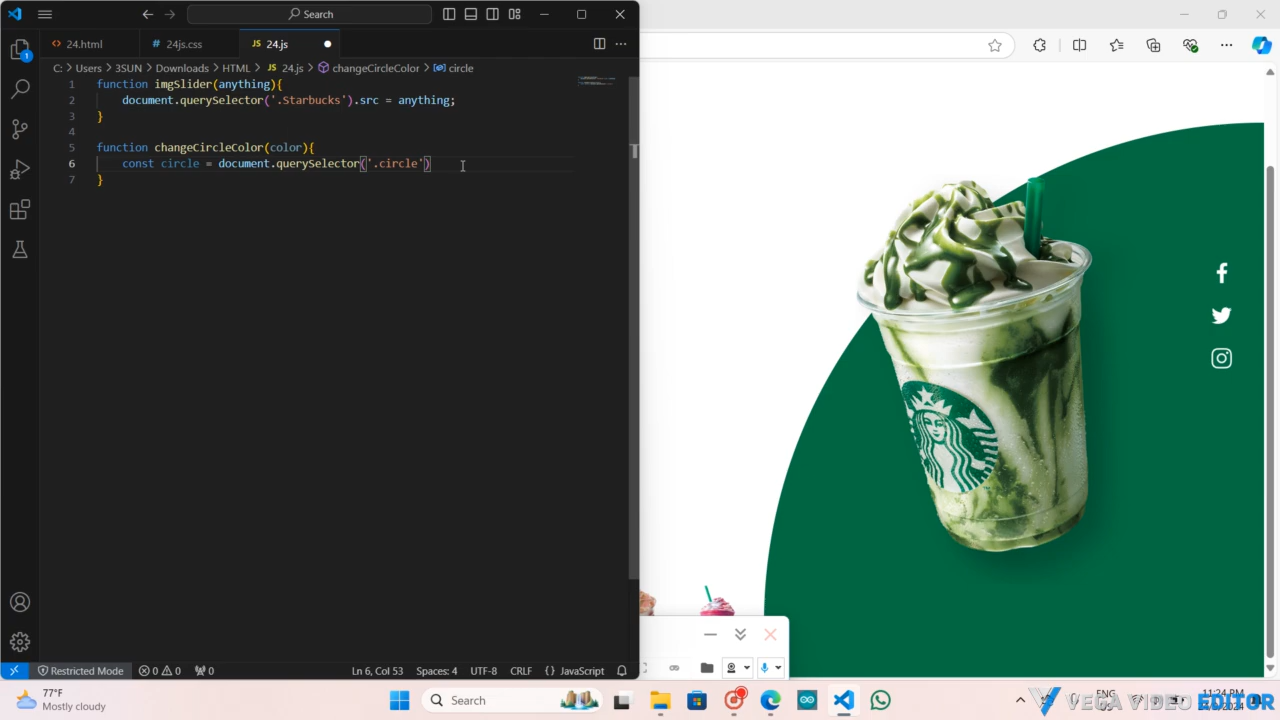 Search
24.html
# 24js.css
JS 24.js
C: > Users > 3SUN > Downloads > HTML > JS 24.js > changeCircleColor > circle
1 function imgSlider(anything){
2 document.querySelector('.Starbucks').src = anything;
3 }
4
5 function changeCircleColor(color){
6 const circle = document.querySelector('.circle')
7 }
1
Restricted Mode
0 0
0
Ln 6, Col 53
Spaces: 4
UTF-8
CRLF
{ } JavaScript
77°F
Mostly cloudy
Search
ENG
11:24 PM
VEGA VIDEO EDITOR